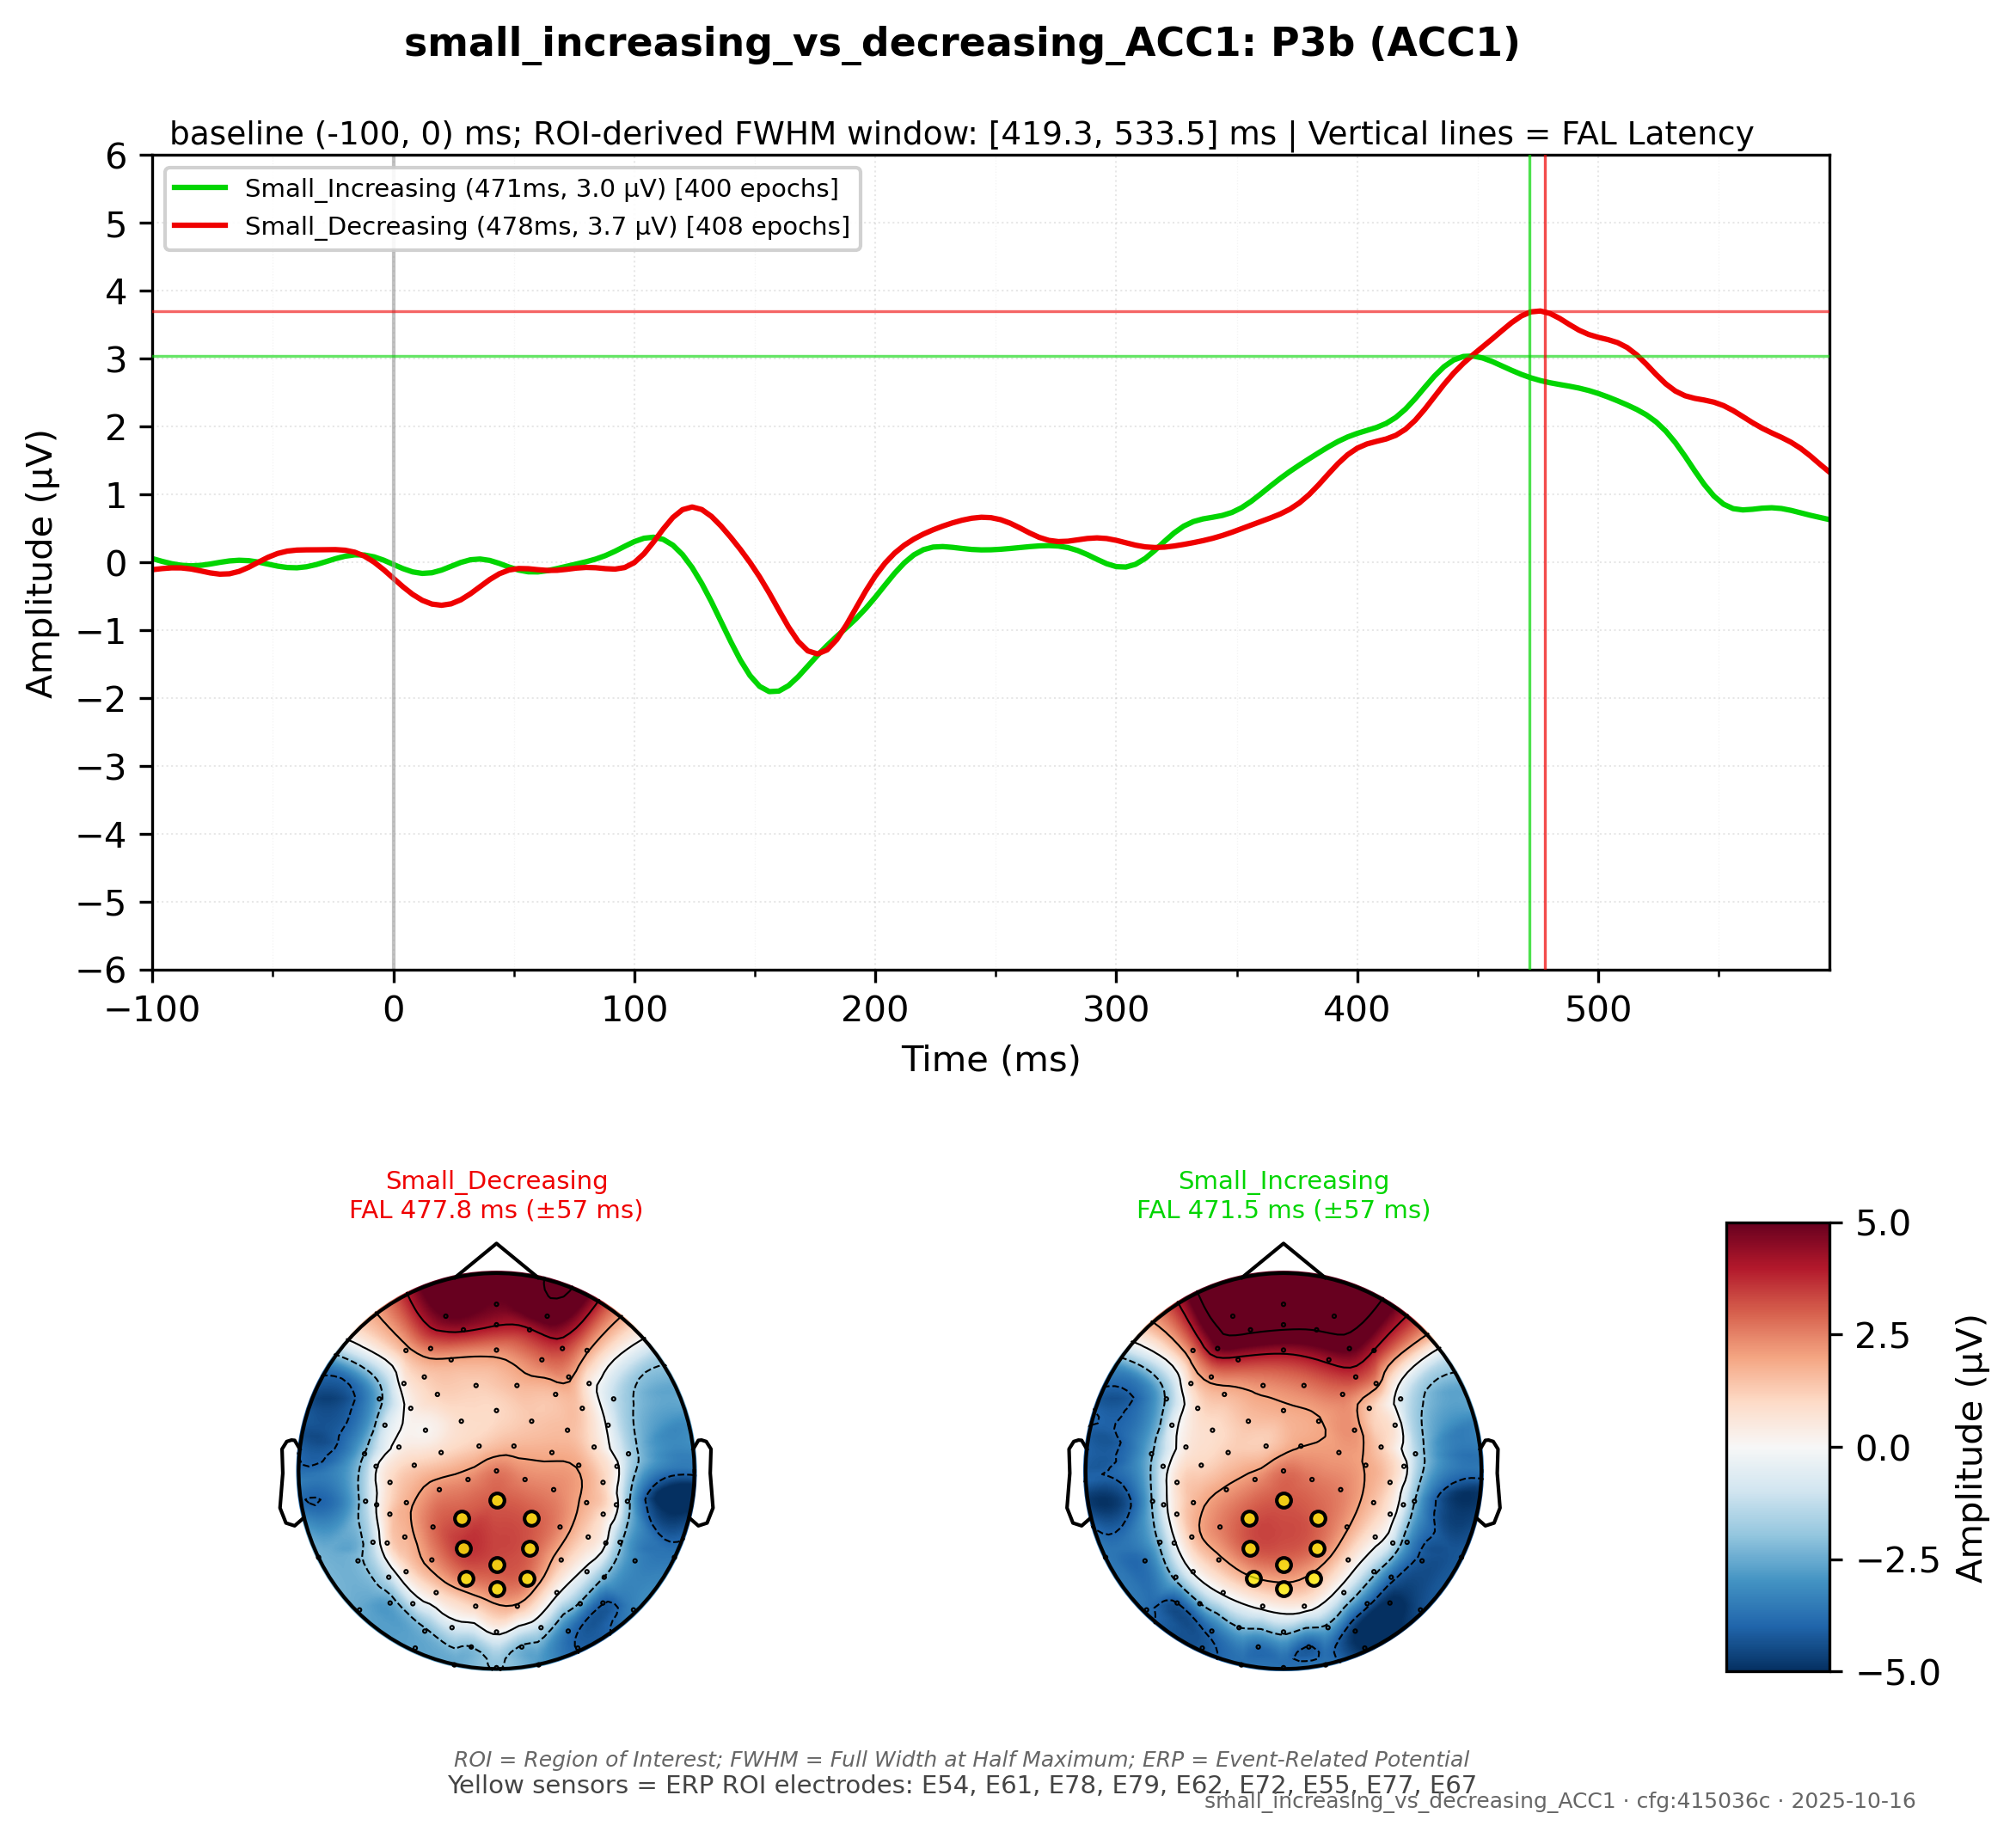 small_increasing_vs_decreasing_ACC1: P3b (ACC1)
baseline (-100, 0) ms; ROI-derived FWHM window: [419.3, 533.5] ms | Vertical lines = FAL Latency
Small_Increasing (471ms, 3.0 µV) [400 epochs]
Small_Decreasing (478ms, 3.7 µV) [408 epochs]
6
5
4
3
2
1
0
−1
−2
−3
−4
−5
−6
Amplitude (µV)
−100
0
100
200
300
400
500
Time (ms)
Small_Decreasing
FAL 477.8 ms (±57 ms)
Small_Increasing
FAL 471.5 ms (±57 ms)
5.0
2.5
0.0
−2.5
−5.0
Amplitude (µV)
ROI = Region of Interest; FWHM = Full Width at Half Maximum; ERP = Event-Related Potential
Yellow sensors = ERP ROI electrodes: E54, E61, E78, E79, E62, E72, E55, E77, E67
small_increasing_vs_decreasing_ACC1 · cfg:415036c · 2025-10-16